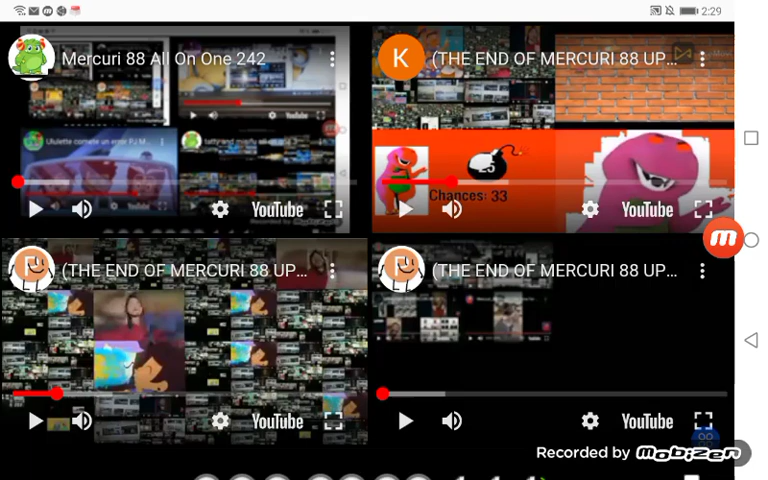 2:29
Mercuri 88 All On One 242
K
(THE END OF MERCURI 88 UP...
YouTube
Chances: 33
YouTube
YouTube
(THE END OF MERCURI 88 UP...
(THE END OF MERCURI 88 UP...
YouTube
YouTube
Recorded by Mobizen